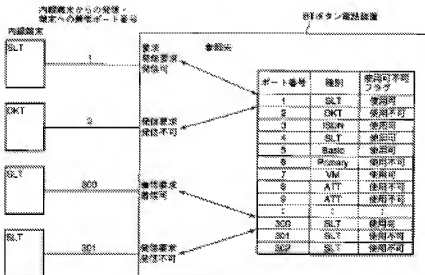 内線端末からの発信・
端末への着信ポート番号
ボタン電話装置
内線端末
SLT
1
要求
発信要求
発信可
参照先
DKT
2
発信要求
発信不可
SLT
300
着信要求
着信可
SLT
301
発信要求
発信不可
ポート番号 種別 使用可不可フラグ
1 SLT 使用可
2 DKT 使用不可
3 ISDN 使用可
4 SLT 使用可
5 Basic 使用可
6 Primary 使用不可
7 VM 使用可
8 ATT 使用不可
9 ATT 使用不可
: : :
300 SLT 使用可
301 SLT 使用不可
302 SLT 使用不可